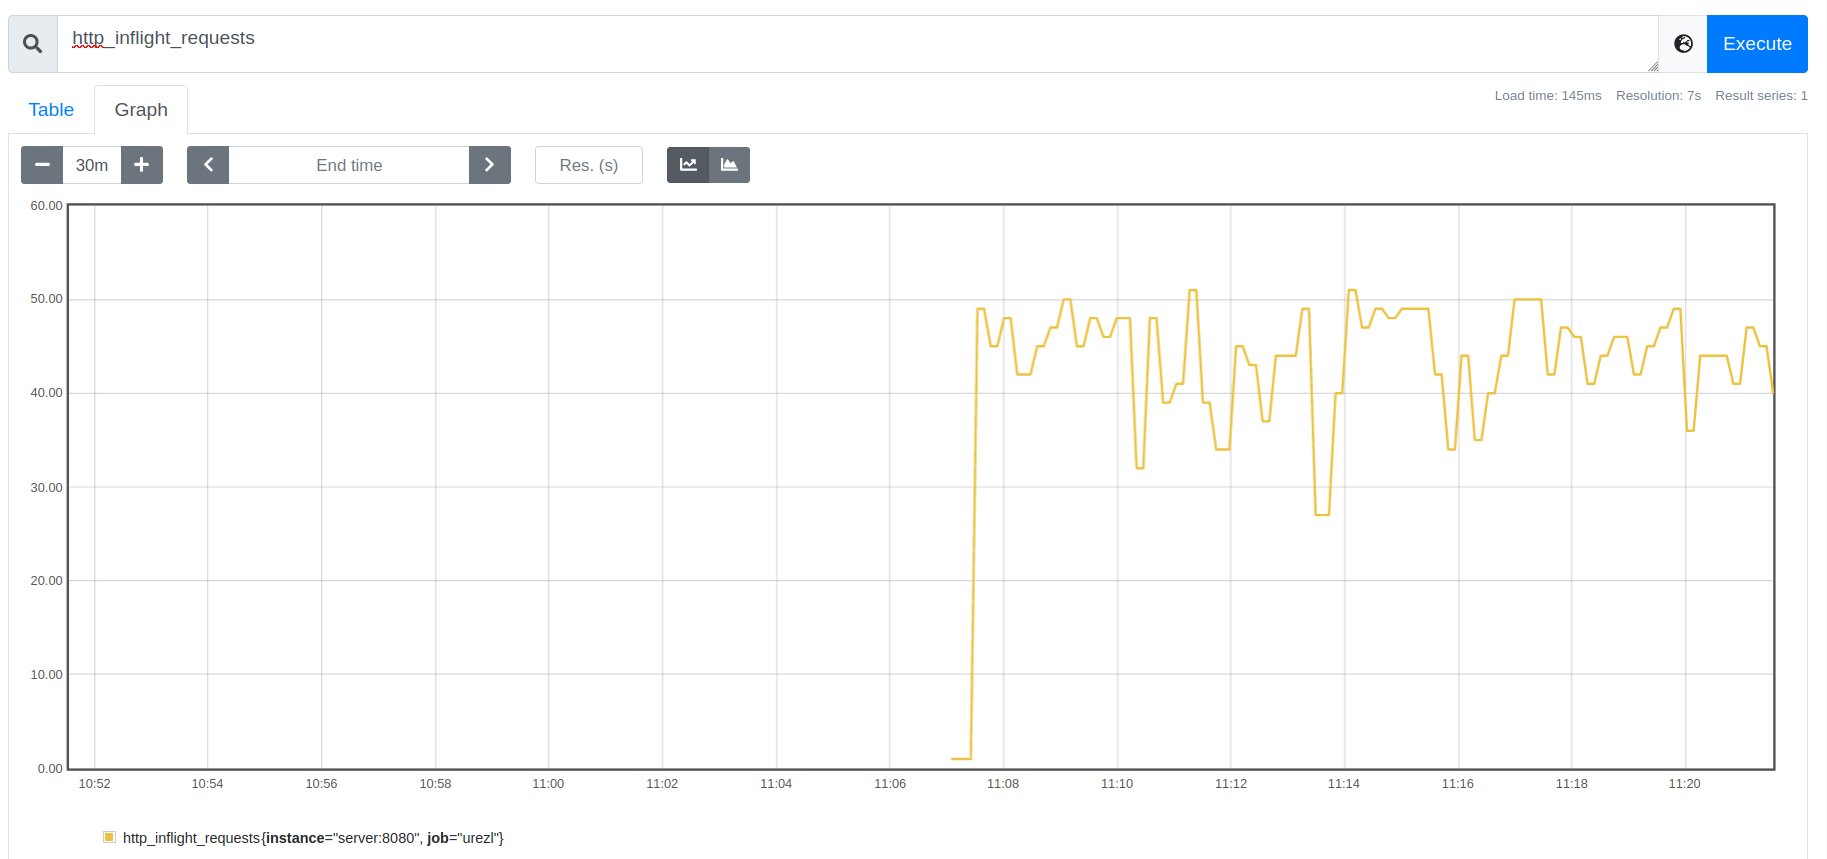 http_inflight_requests
Execute
Load time: 145ms Resolution: 7s Result series: 1
Table Graph
30m End time Res. (s)
60.00
50.00
40.00
30.00
20.00
10.00
0.00
10:52 10:54 10:56 10:58 11:00 11:02 11:04 11:06 11:08 11:10 11:12 11:14 11:16 11:18 11:20
http_inflight_requests{instance="server:8080", job="urezl"}